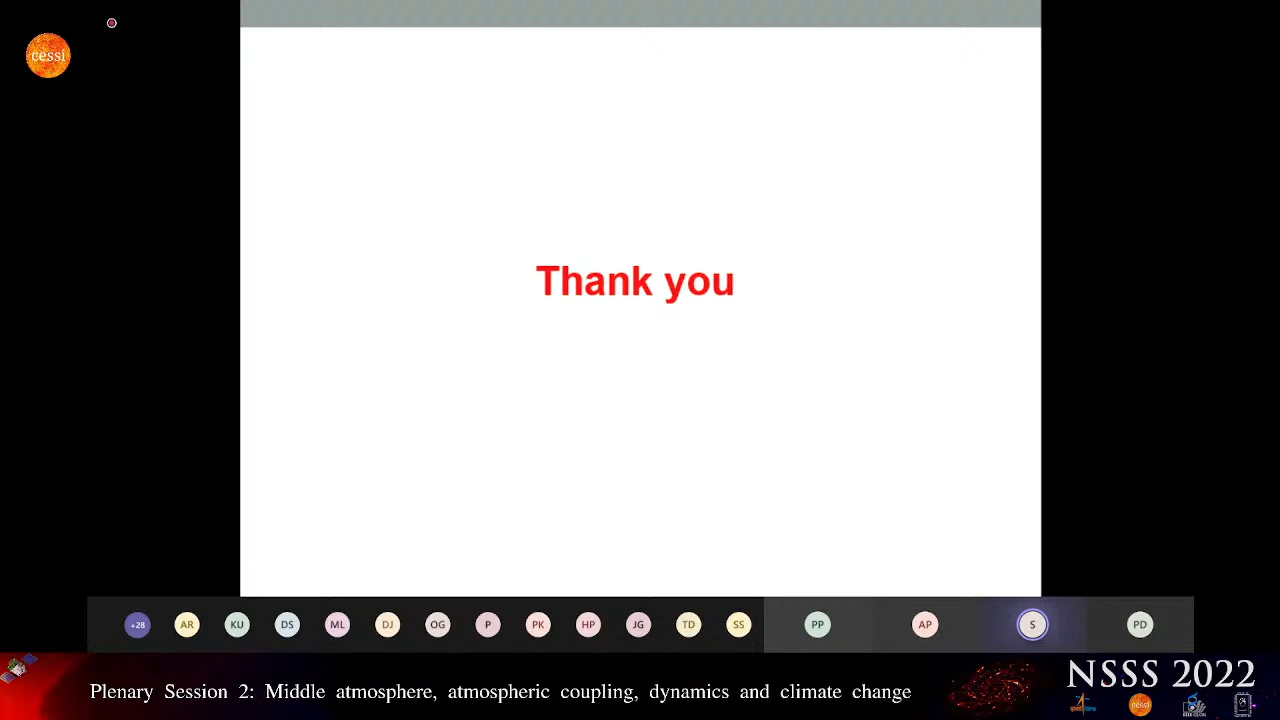 cessi
Thank you
+28 AR KU DS ML DJ OG P PK HP JG TD SS PP AP S PD
Plenary Session 2: Middle atmosphere, atmospheric coupling, dynamics and climate change
NSSS 2022
cessi